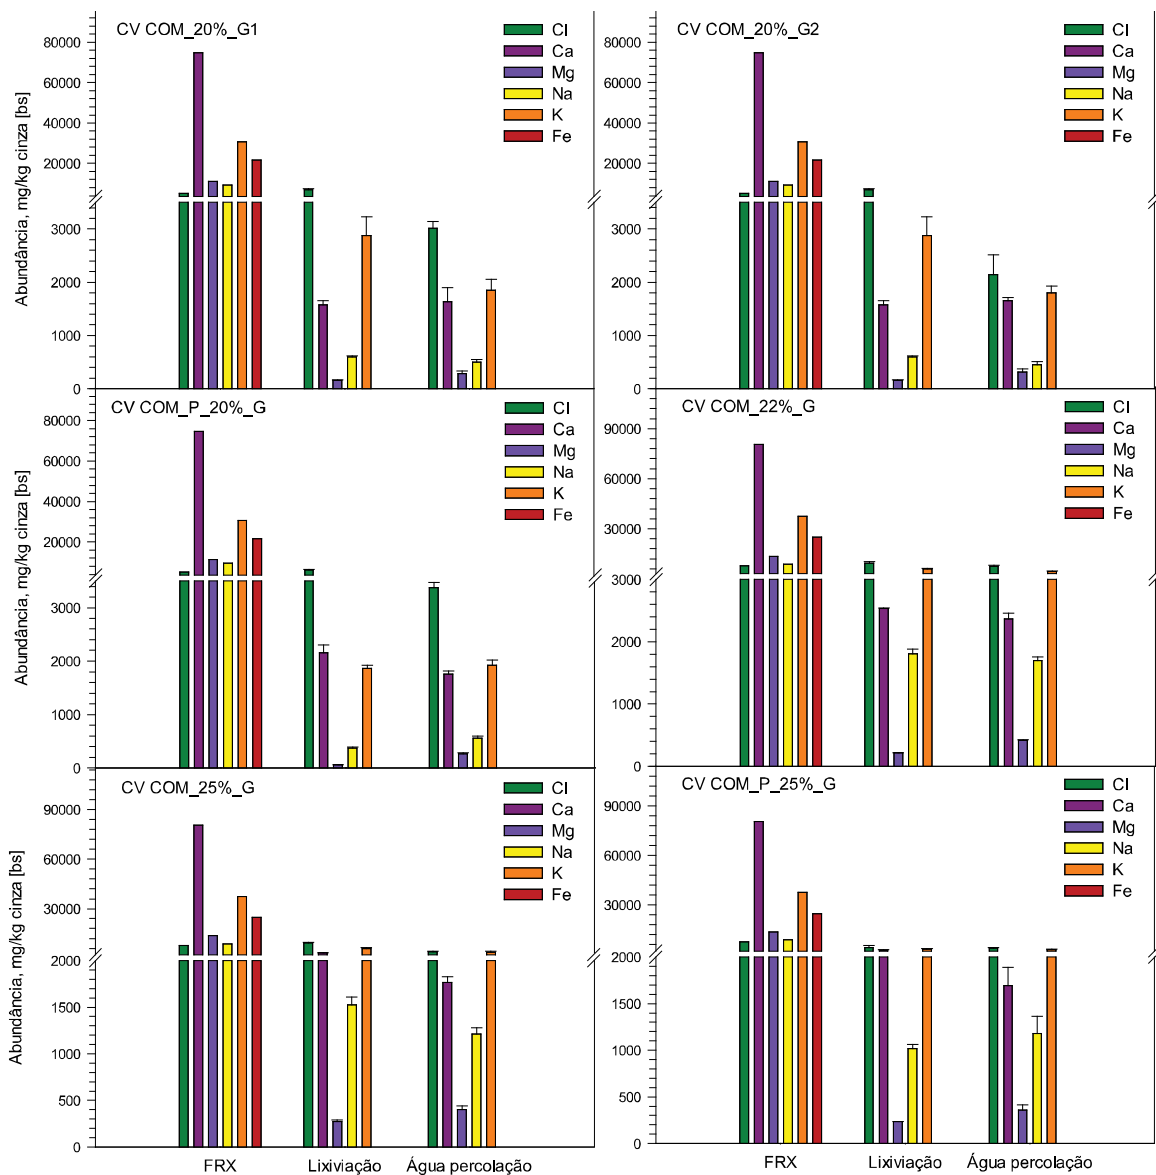 CV COM_20%_G1
Cl
Ca
Mg
Na
K
Fe
80000
60000
40000
20000
3000
2000
1000
0
Abundância, mg/kg cinza [bs]
CV COM_20%_G2
Cl
Ca
Mg
Na
K
Fe
80000
60000
40000
20000
3000
2000
1000
0
CV COM_P_20%_G
Cl
Ca
Mg
Na
K
Fe
80000
60000
40000
20000
3000
2000
1000
0
Abundância, mg/kg cinza [bs]
CV COM_22%_G
Cl
Ca
Mg
Na
K
Fe
90000
60000
30000
3000
2000
1000
0
CV COM_25%_G
Cl
Ca
Mg
Na
K
Fe
90000
60000
30000
2000
1500
1000
500
0
Abundância, mg/kg cinza [bs]
FRX Lixiviação Água percolação
CV COM_P_25%_G
Cl
Ca
Mg
Na
K
Fe
90000
60000
30000
2000
1500
1000
500
0
FRX Lixiviação Água percolação